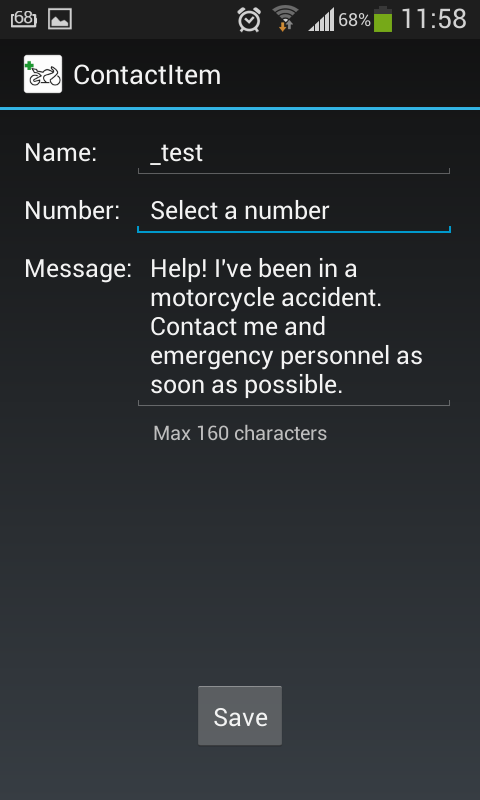 68 68% 11:58
ContactItem
Name: _test
Number: Select a number
Message: Help! I've been in a
motorcycle accident.
Contact me and
emergency personnel as
soon as possible.
Max 160 characters
Save